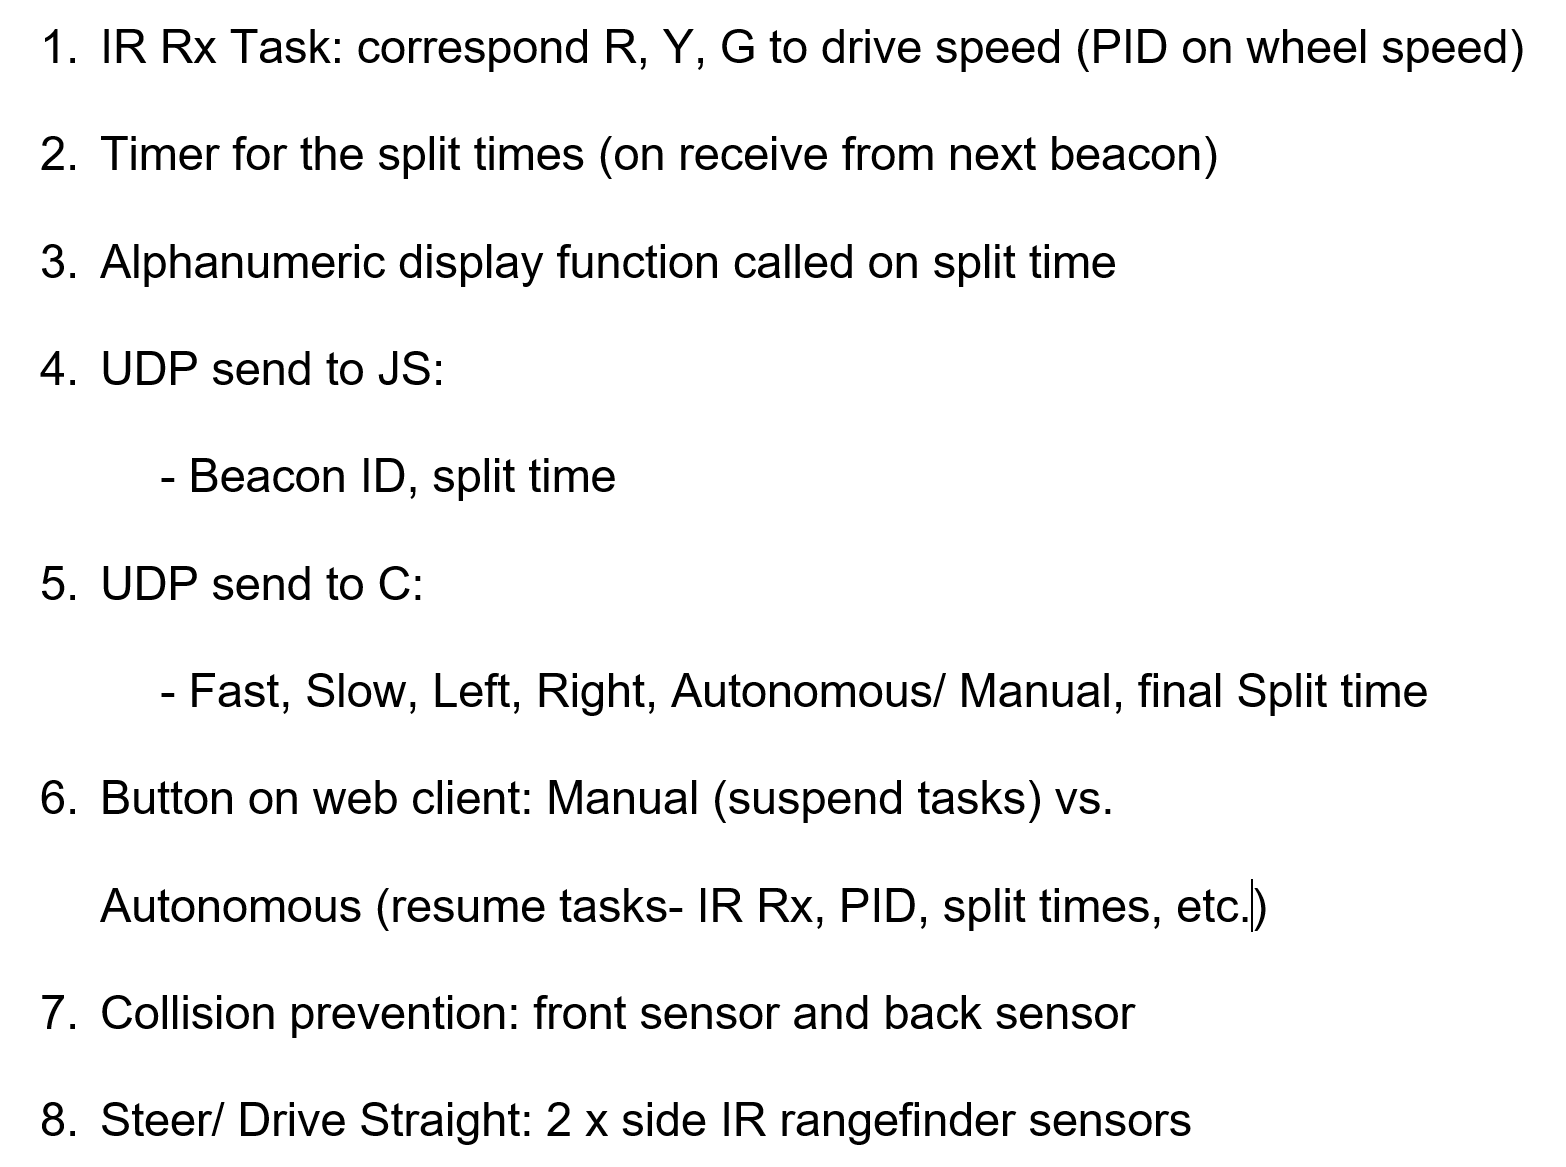 1. IR Rx Task: correspond R, Y, G to drive speed (PID on wheel speed)
2. Timer for the split times (on receive from next beacon)
3. Alphanumeric display function called on split time
4. UDP send to JS:
- Beacon ID, split time
5. UDP send to C:
- Fast, Slow, Left, Right, Autonomous/ Manual, final Split time
6. Button on web client: Manual (suspend tasks) vs.
Autonomous (resume tasks- IR Rx, PID, split times, etc.)
7. Collision prevention: front sensor and back sensor
8. Steer/ Drive Straight: 2 x side IR rangefinder sensors